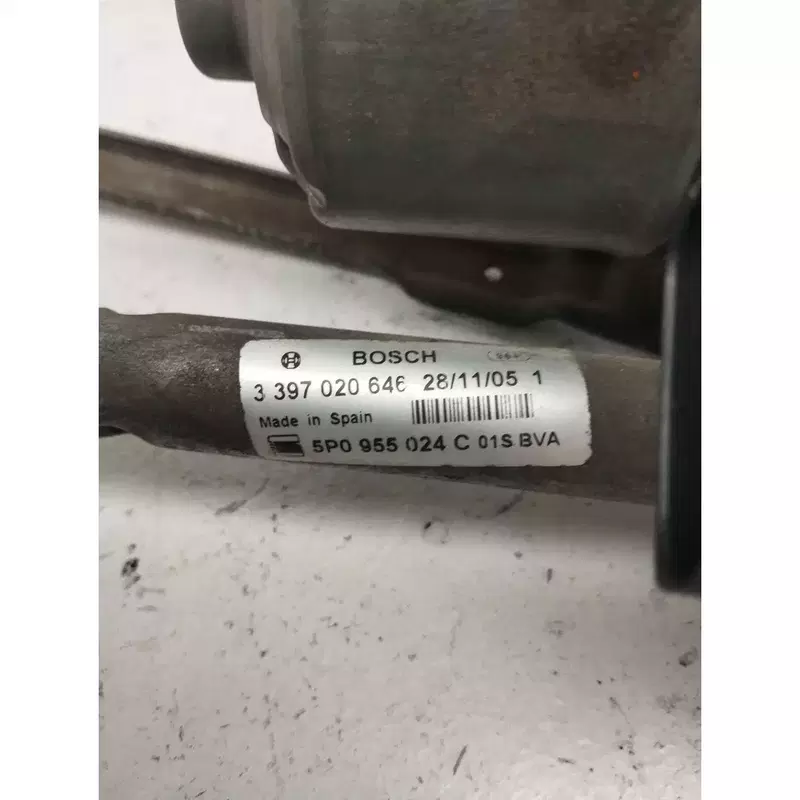 BOSCH
3 397 020 646 28/11/05 1
Made in Spain
5P0 955 024 C 01S BVA